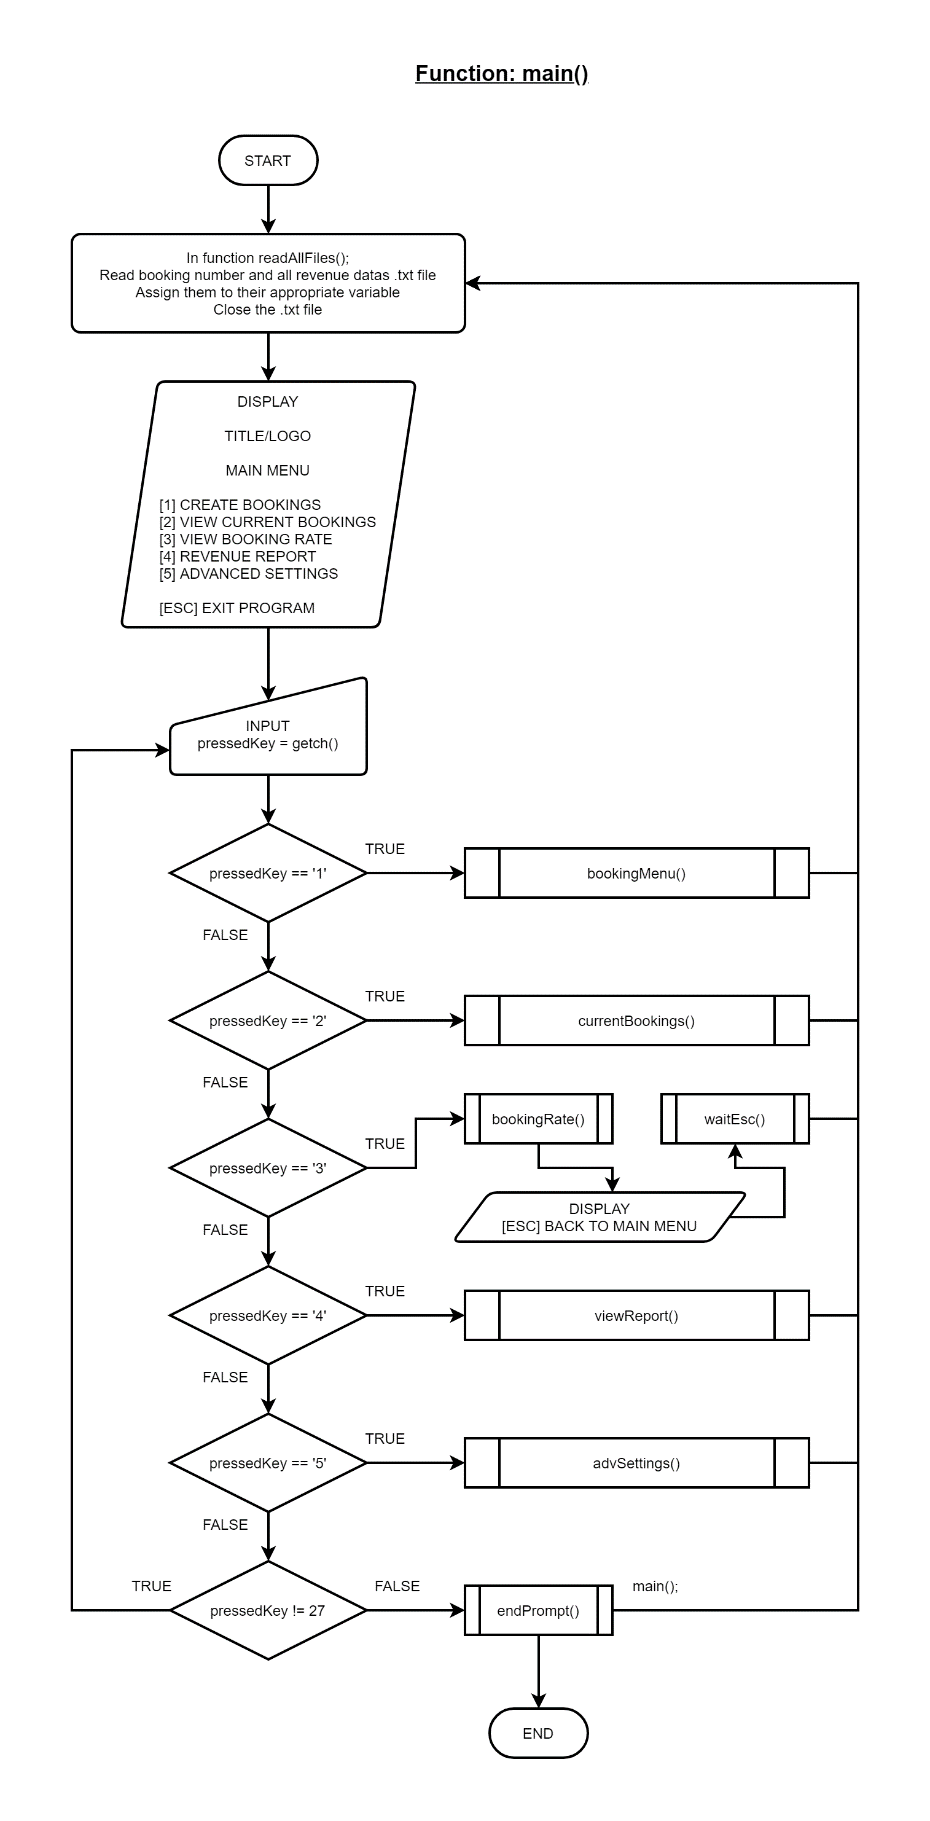 Function: main()
START
In function readAllFiles();
Read booking number and all revenue datas .txt file
Assign them to their appropriate variable
Close the .txt file
DISPLAY
TITLE/LOGO
MAIN MENU
[1] CREATE BOOKINGS
[2] VIEW CURRENT BOOKINGS
[3] VIEW BOOKING RATE
[4] REVENUE REPORT
[5] ADVANCED SETTINGS
[ESC] EXIT PROGRAM
INPUT
pressedKey = getch()
pressedKey == '1'
TRUE
bookingMenu()
FALSE
pressedKey == '2'
TRUE
currentBookings()
FALSE
pressedKey == '3'
TRUE
bookingRate()
waitEsc()
DISPLAY
[ESC] BACK TO MAIN MENU
FALSE
pressedKey == '4'
TRUE
viewReport()
FALSE
pressedKey == '5'
TRUE
advSettings()
FALSE
TRUE
pressedKey != 27
FALSE
endPrompt()
main();
END